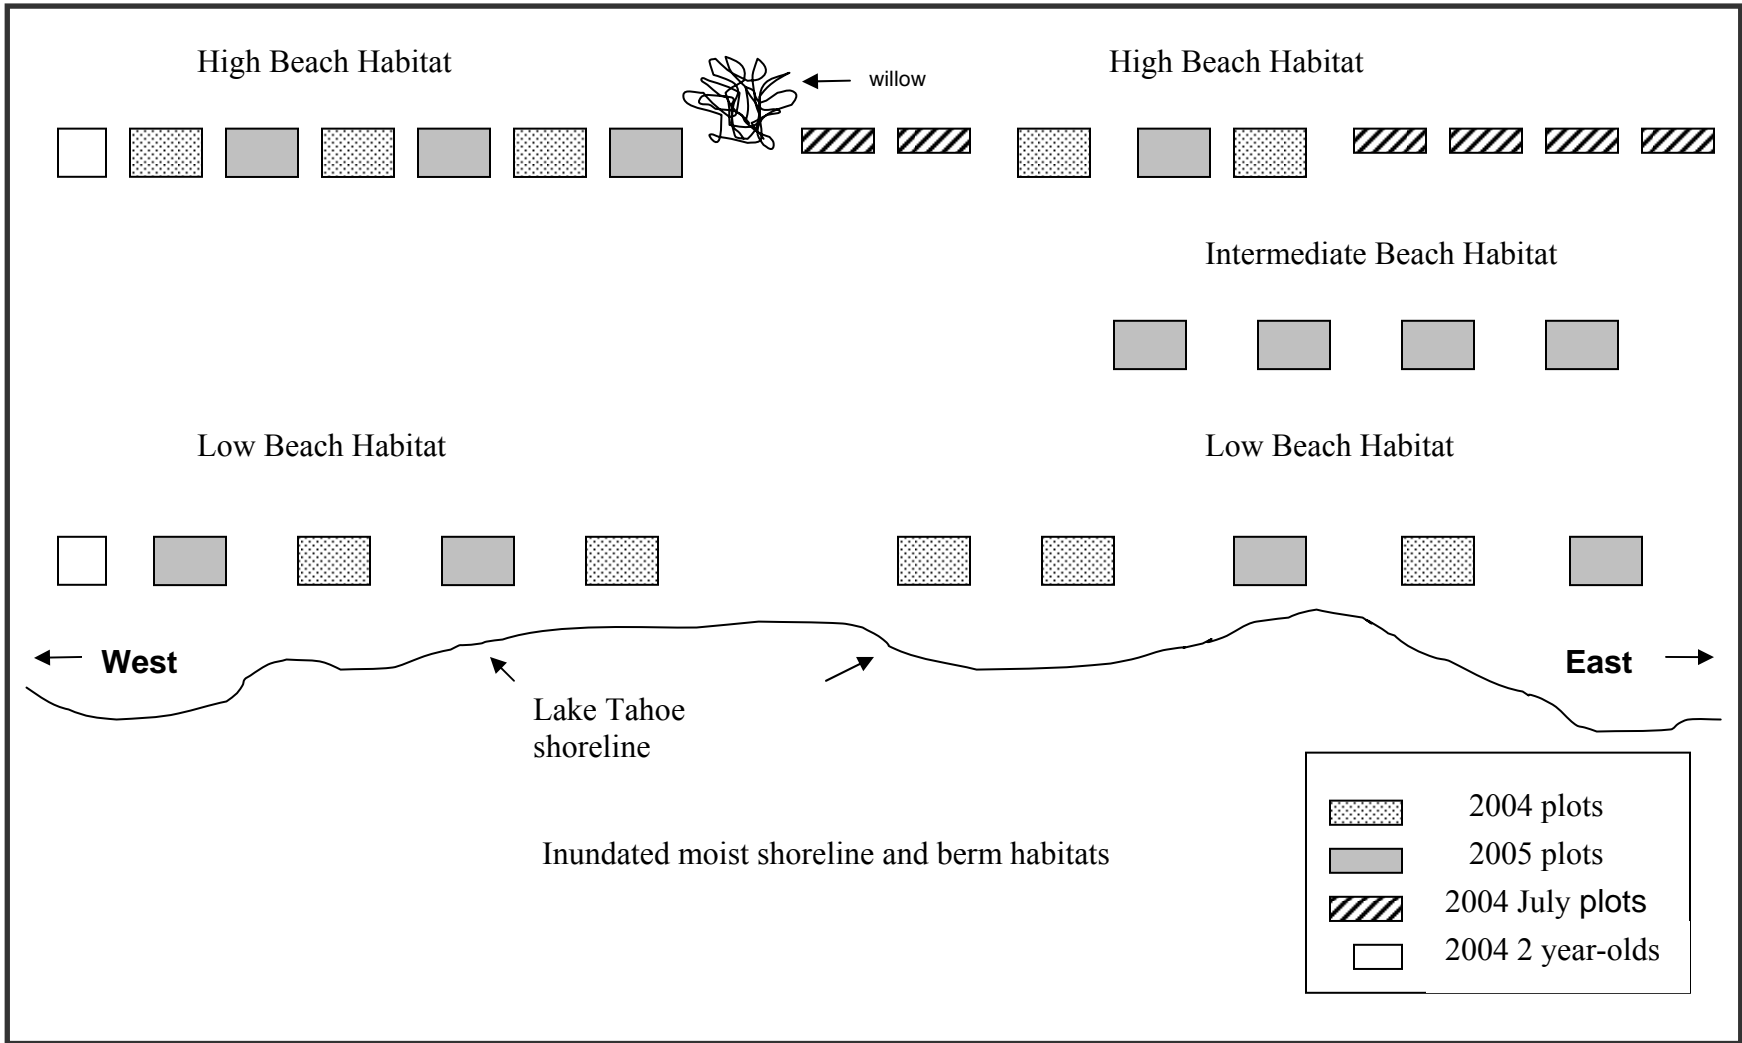 High Beach Habitat
willow
High Beach Habitat
Intermediate Beach Habitat
Low Beach Habitat
Low Beach Habitat
West
East
Lake Tahoe
shoreline
Inundated moist shoreline and berm habitats
2004 plots
2005 plots
2004 July plots
2004 2 year-olds